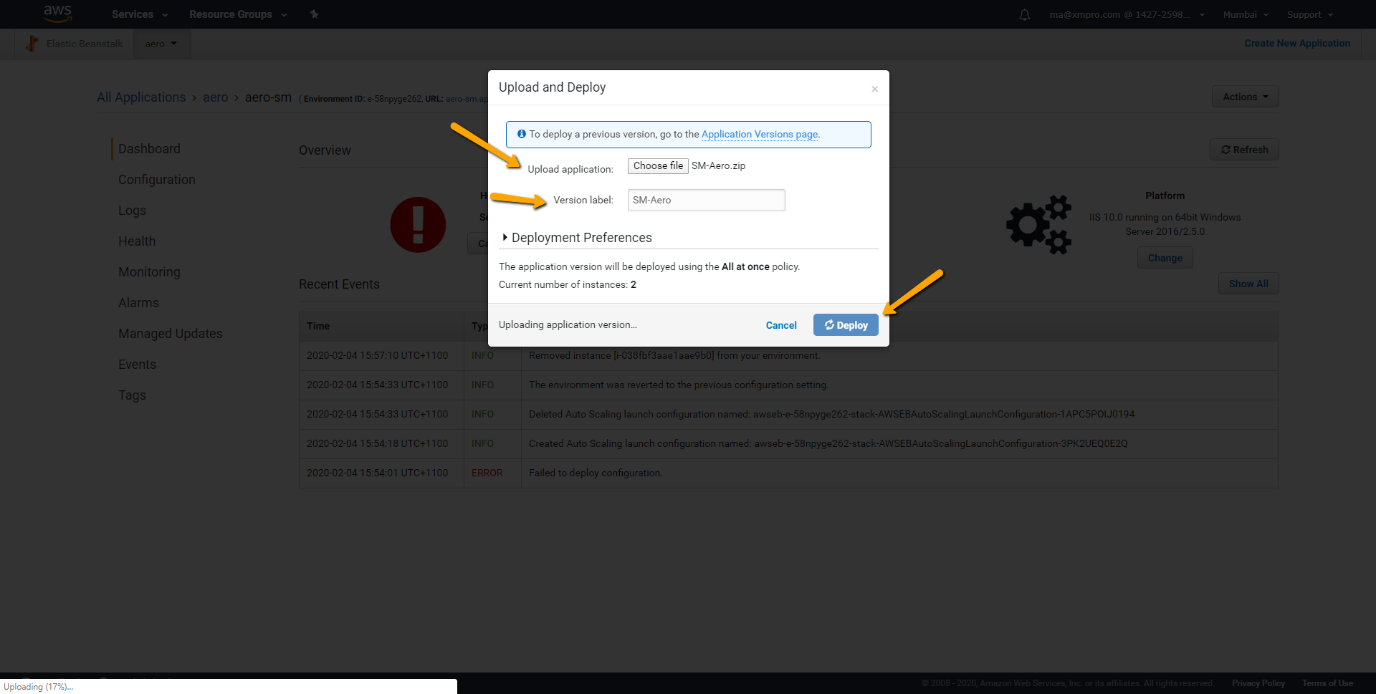 aws
Services
Resource Groups
ma@xmpro.com @ 1427-2598...
Mumbai
Support
Elastic Beanstalk
aero
Create New Application
All Applications > aero > aero-sm ( Environment ID: e-58npyge262, URL: aero-sm.ap
Actions
Upload and Deploy
×
To deploy a previous version, go to the Application Versions page.
Upload application: Choose file SM-Aero.zip
Version label: SM-Aero
Deployment Preferences
The application version will be deployed using the All at once policy.
Current number of instances: 2
Uploading application version...
Cancel
Deploy
Dashboard
Configuration
Logs
Health
Monitoring
Alarms
Managed Updates
Events
Tags
Overview
Refresh
Platform
IIS 10.0 running on 64bit Windows
Server 2016/2.5.0
Change
Recent Events
Show All
Time
2020-02-04 15:57:10 UTC+1100 INFO Removed instance [i-038fbf3aae1aae9b0] from your environment.
2020-02-04 15:54:33 UTC+1100 INFO The environment was reverted to the previous configuration setting.
2020-02-04 15:54:33 UTC+1100 INFO Deleted Auto Scaling launch configuration named: awseb-e-58npyge262-stack-AWSEBAutoScalingLaunchConfiguration-1APC5POIJ0194
2020-02-04 15:54:18 UTC+1100 INFO Created Auto Scaling launch configuration named: awseb-e-58npyge262-stack-AWSEBAutoScalingLaunchConfiguration-3PK2UEQ0E2Q
2020-02-04 15:54:01 UTC+1100 ERROR Failed to deploy configuration.
Uploading (17%)...
© 2008 - 2020, Amazon Web Services, Inc. or its affiliates. All rights reserved.
Privacy Policy
Terms of Use